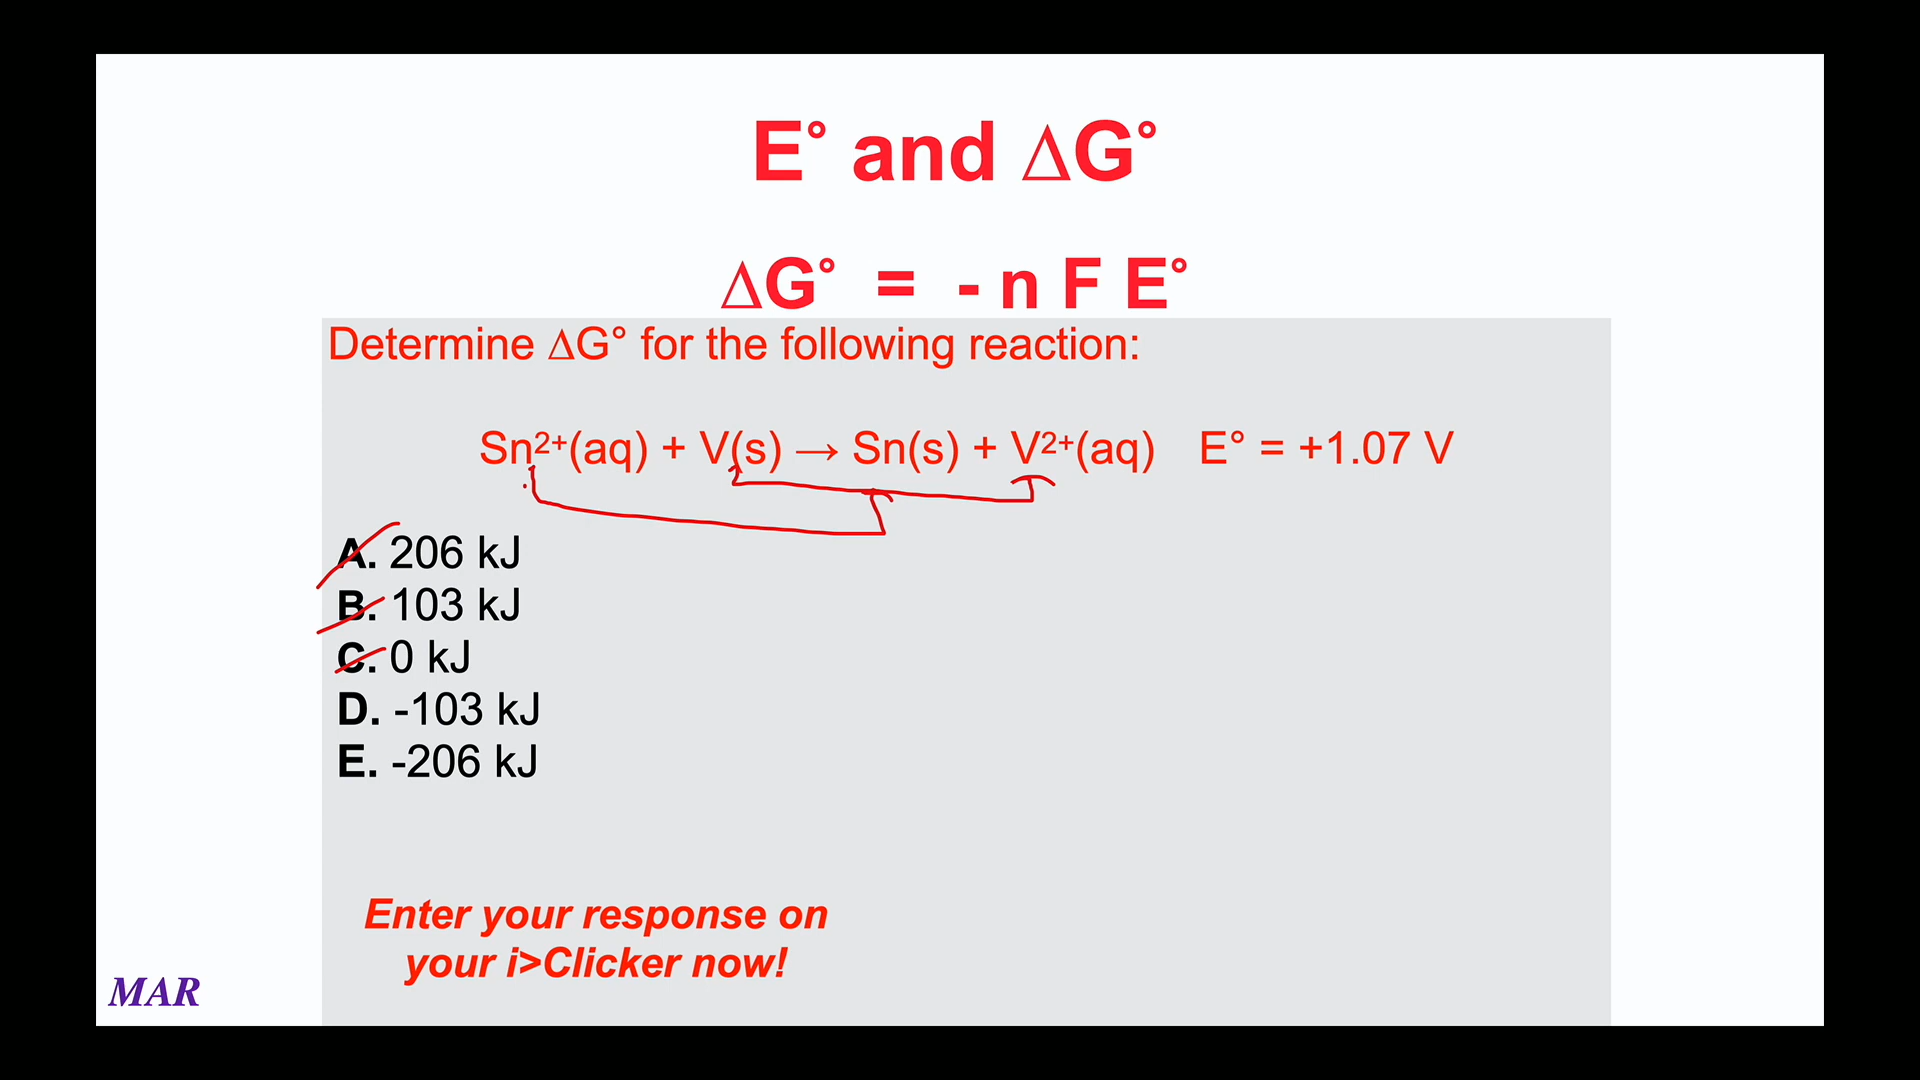 E° and ΔG°
ΔG° = - n F E°
Determine ΔG° for the following reaction:
Sn²⁺(aq) + V(s) → Sn(s) + V²⁺(aq) E° = +1.07 V
A. 206 kJ
B. 103 kJ
C. 0 kJ
D. -103 kJ
E. -206 kJ
Enter your response on
your i>Clicker now!
MAR